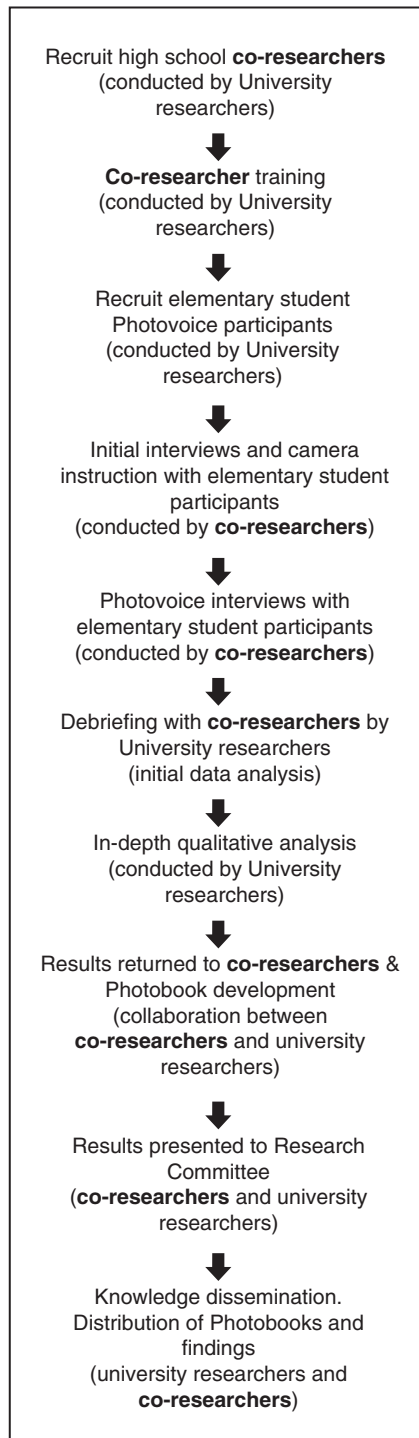 Recruit high school co-researchers
(conducted by University
researchers)
Co-researcher training
(conducted by University
researchers)
Recruit elementary student
Photovoice participants
(conducted by University
researchers)
Initial interviews and camera
instruction with elementary student
participants
(conducted by co-researchers)
Photovoice interviews with
elementary student participants
(conducted by co-researchers)
Debriefing with co-researchers by
University researchers
(initial data analysis)
In-depth qualitative analysis
(conducted by University
researchers)
Results returned to co-researchers &
Photobook development
(collaboration between
co-researchers and university
researchers)
Results presented to Research
Committee
(co-researchers and university
researchers)
Knowledge dissemination.
Distribution of Photobooks and
findings
(university researchers and
co-researchers)